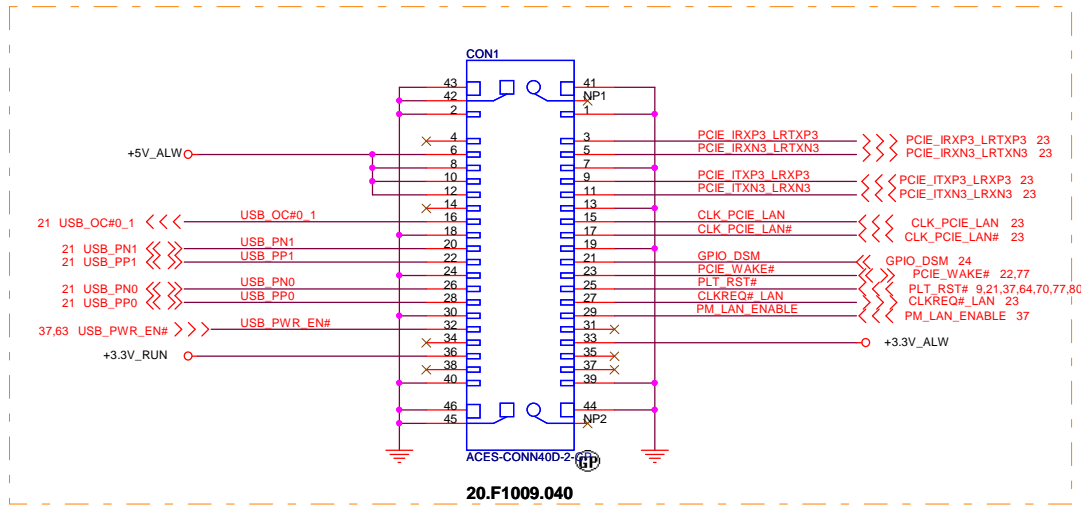 CON1
43 41
42 NP1
2 1
4 3 PCIE_IRXP3_LRTXP3 PCIE_IRXP3_LRTXP3 23
+5V_ALW 6 5 PCIE_IRXN3_LRTXN3 PCIE_IRXN3_LRTXN3 23
8 7
10 9 PCIE_ITXP3_LRXP3 PCIE_ITXP3_LRXP3 23
12 11 PCIE_ITXN3_LRXN3 PCIE_ITXN3_LRXN3 23
14 13
21 USB_OC#0_1 USB_OC#0_1 16 15 CLK_PCIE_LAN CLK_PCIE_LAN 23
18 17 CLK_PCIE_LAN# CLK_PCIE_LAN# 23
21 USB_PN1 USB_PN1 20 19
21 USB_PP1 USB_PP1 22 21 GPIO_DSM GPIO_DSM 24
24 23 PCIE_WAKE# PCIE_WAKE# 22,77
21 USB_PN0 USB_PN0 26 25 PLT_RST# PLT_RST# 9,21,37,64,70,77,80
21 USB_PP0 USB_PP0 28 27 CLKREQ#_LAN CLKREQ#_LAN 23
30 29 PM_LAN_ENABLE PM_LAN_ENABLE 37
37,63 USB_PWR_EN# USB_PWR_EN# 32 31
34 33 +3.3V_ALW
+3.3V_RUN 36 35
38 37
40 39
46 44
45 NP2
ACES-CONN40D-2-GP
GP
20.F1009.040